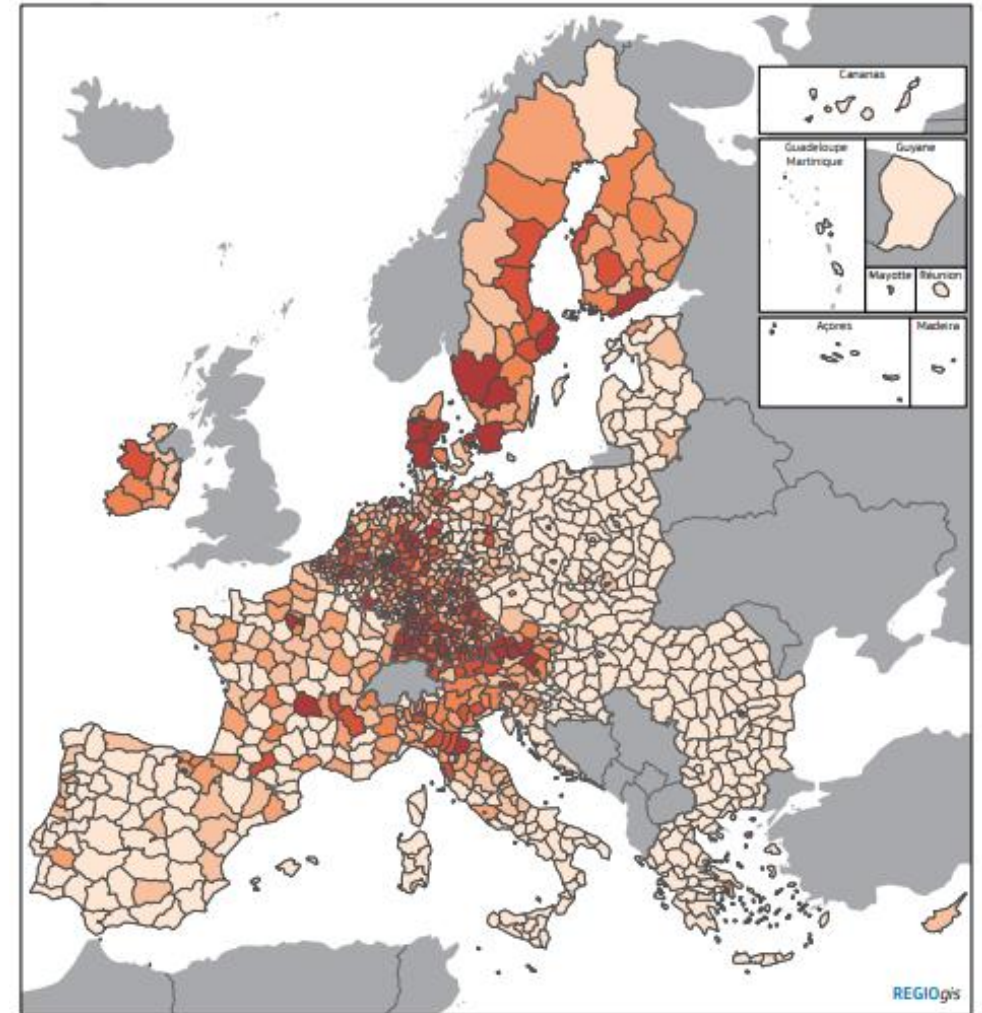 Canarias
Guadeloupe
Martinique
Guyane
Mayotte
Réunion
Açores
Madeira
REGIOgis